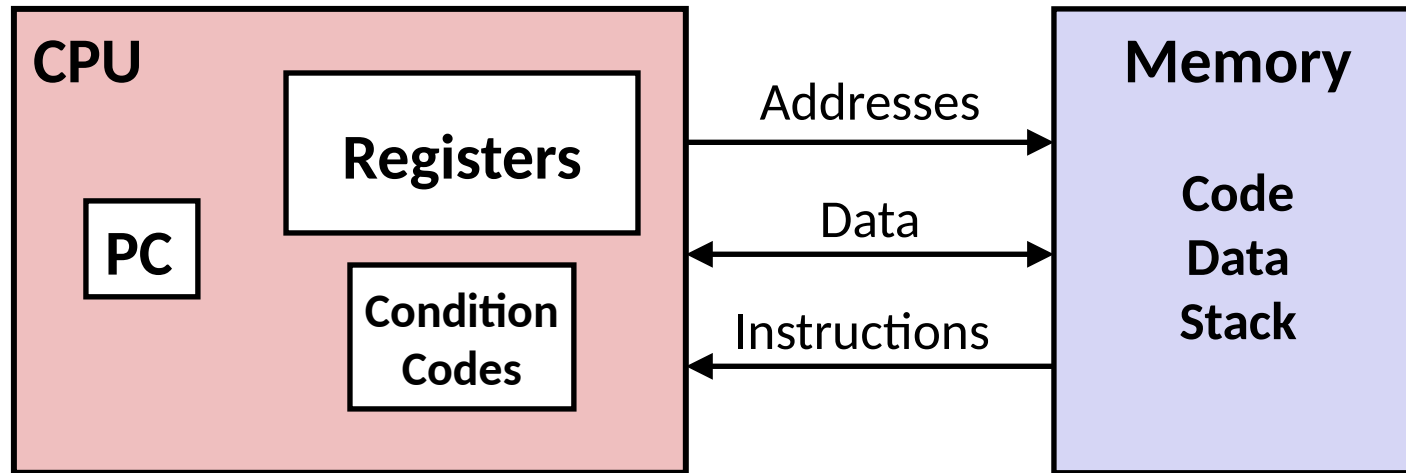 CPU
Registers
PC
Condition
Codes
Addresses
Data
Instructions
Memory
Code
Data
Stack